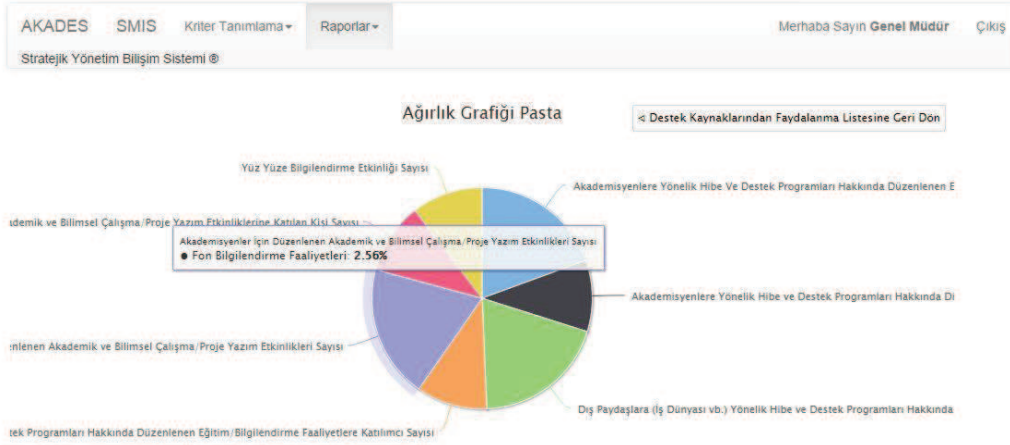 AKADES SMIS Kriter Tanımlama Raporlar Merhaba Sayın Genel Müdür Çıkış
Stratejik Yönetim Bilişim Sistemi ®
Ağırlık Grafiği Pasta
< Destek Kaynaklarından Faydalanma Listesine Geri Dön
Yüz Yüze Bilgilendirme Etkinliği Sayısı
Akademisyenlere Yönelik Hibe Ve Destek Programları Hakkında Düzenlenen E
ıdemik ve Bilimsel Çalışma/Proje Yazım Etkinliklerine Katılan Kişi Sayısı
Akademisyenler İçin Düzenlenen Akademik ve Bilimsel Çalışma/Proje Yazım Etkinlikleri Sayısı
● Fon Bilgilendirme Faaliyetleri: 2.56%
Akademisyenlere Yönelik Hibe ve Destek Programları Hakkında Dı
enlenen Akademik ve Bilimsel Çalışma/Proje Yazım Etkinlikleri Sayısı
Dış Paydaşlara (İş Dünyası vb.) Yönelik Hibe ve Destek Programları Hakkında
tek Programları Hakkında Düzenlenen Eğitim/Bilgilendirme Faaliyetlere Katılımcı Sayısı